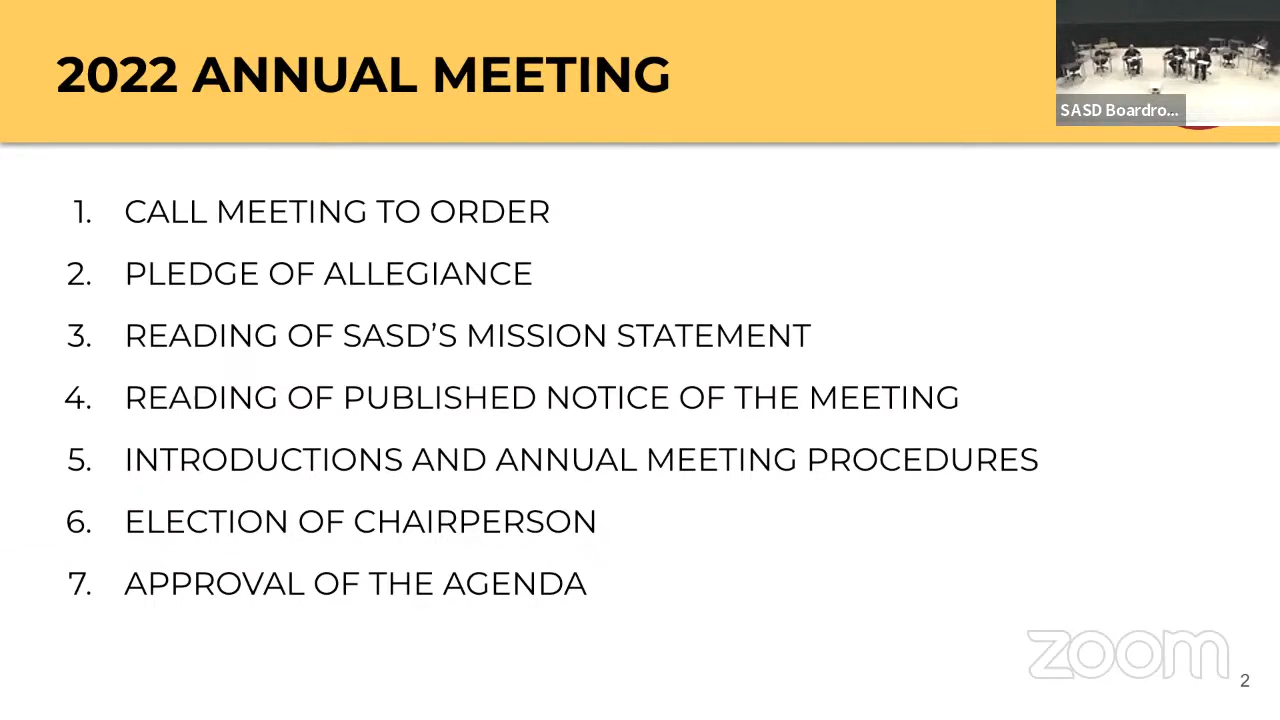 2022 ANNUAL MEETING
SASD Boardro...
1. CALL MEETING TO ORDER
2. PLEDGE OF ALLEGIANCE
3. READING OF SASD’S MISSION STATEMENT
4. READING OF PUBLISHED NOTICE OF THE MEETING
5. INTRODUCTIONS AND ANNUAL MEETING PROCEDURES
6. ELECTION OF CHAIRPERSON
7. APPROVAL OF THE AGENDA
zoom
2